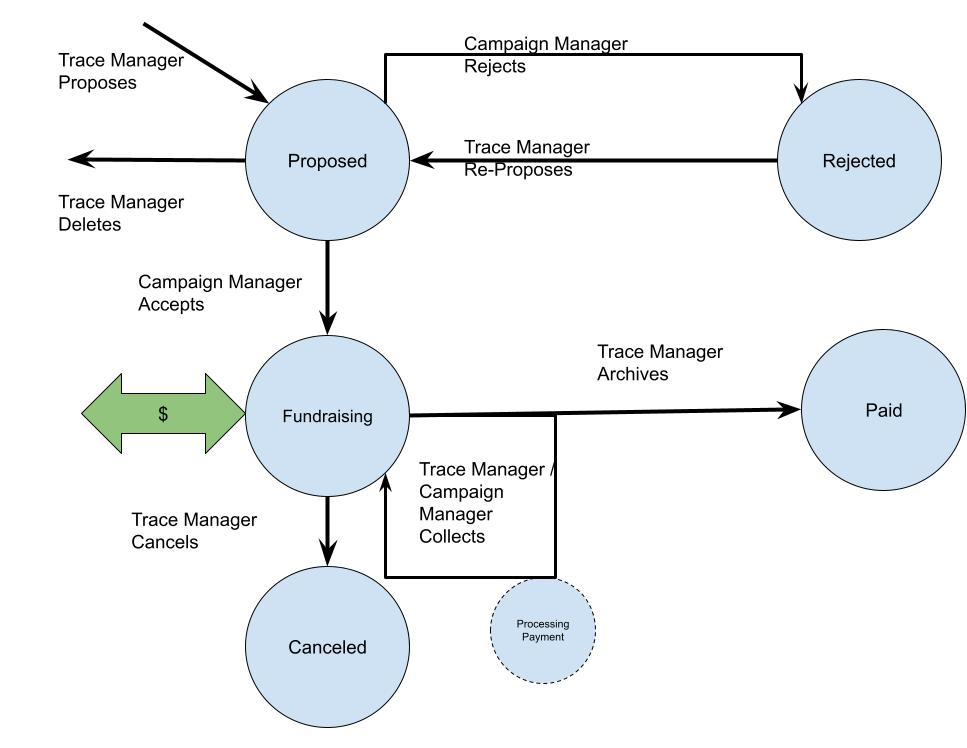 Campaign Manager
Rejects
Trace Manager
Proposes
Proposed
Trace Manager
Re-Proposes
Rejected
Trace Manager
Deletes
Campaign Manager
Accepts
Trace Manager
Archives
$
Fundraising
Paid
Trace Manager /
Campaign
Manager
Collects
Trace Manager
Cancels
Canceled
Processing
Payment